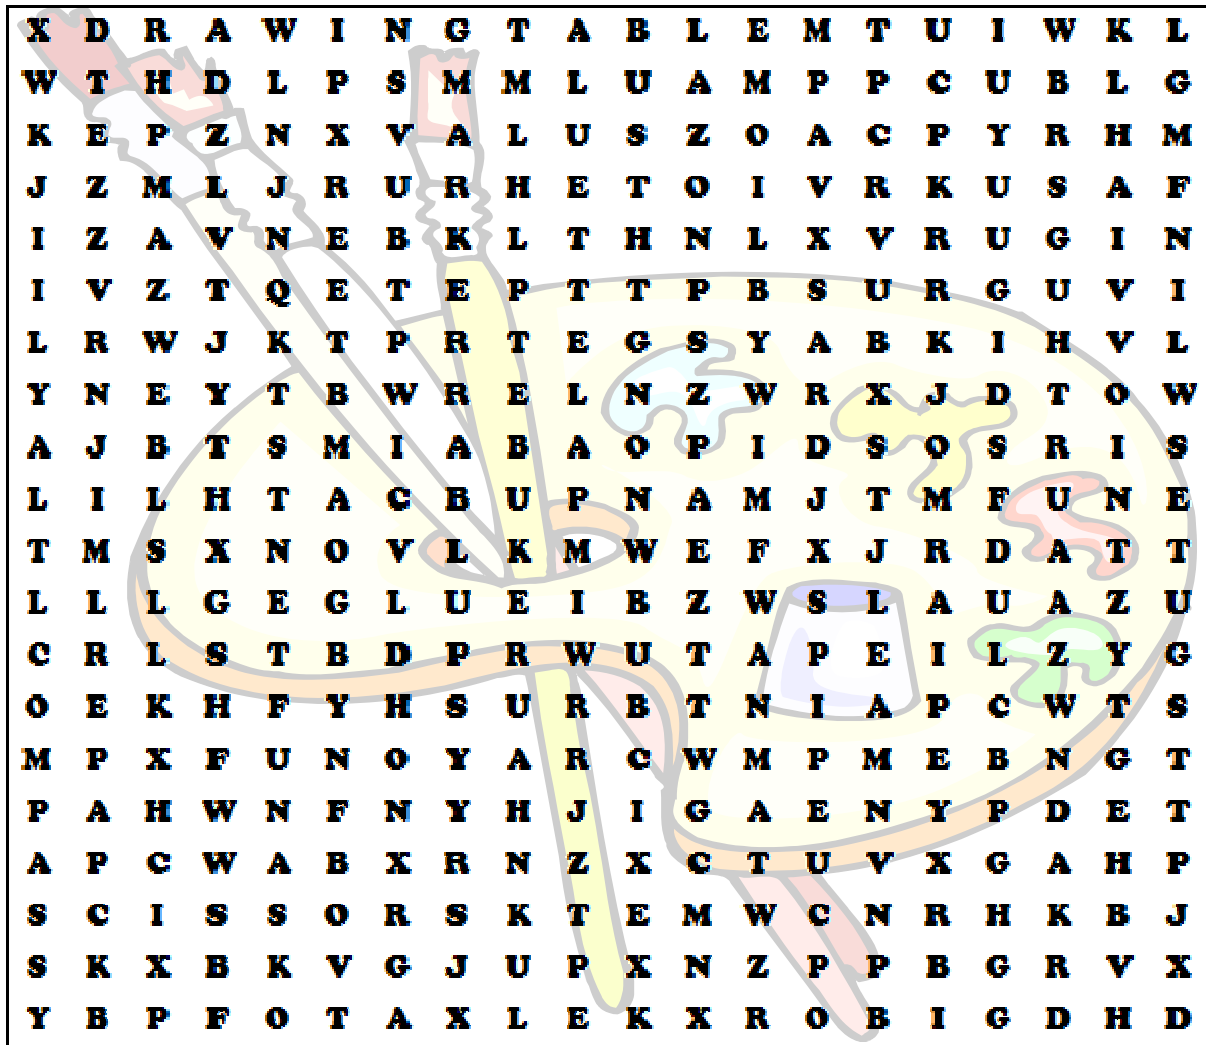 X D R A W I N G T A B L E M T U I W K L
W T H D L P S M M L U A M P P C U B L G
K E P Z N X V A L U S Z O A C P Y R H M
J Z M L J R U R H E T O I V R K U S A F
I Z A V N E B K L T H N L X V R U G I N
I V Z T Q E T E P T T P B S U R G U V I
L R W J K T P R T E G S Y A B K I H V L
Y N E Y T B W R E L N Z W R X J D T O W
A J B T S M I A B A O P I D S O S R I S
L I L H T A C B U P N A M J T M F U N E
T M S X N O V L K M W E F X J R D A T T
L L L G E G L U E I B Z W S L A U A Z U
C R L S T B D P R W U T A P E I L Z Y G
O E K H F Y H S U R B T N I A P C W T S
M P X F U N O Y A R C W M P M E B N G T
P A H W N F N Y H J I G A E N Y P D E T
A P C W A B X R N Z X C T U V X G A H P
S C I S S O R S K T E M W C N R H K B J
S K X B K V G J U P X N Z P P B G R V X
Y B P F O T A X L E K X R O B I G D H D